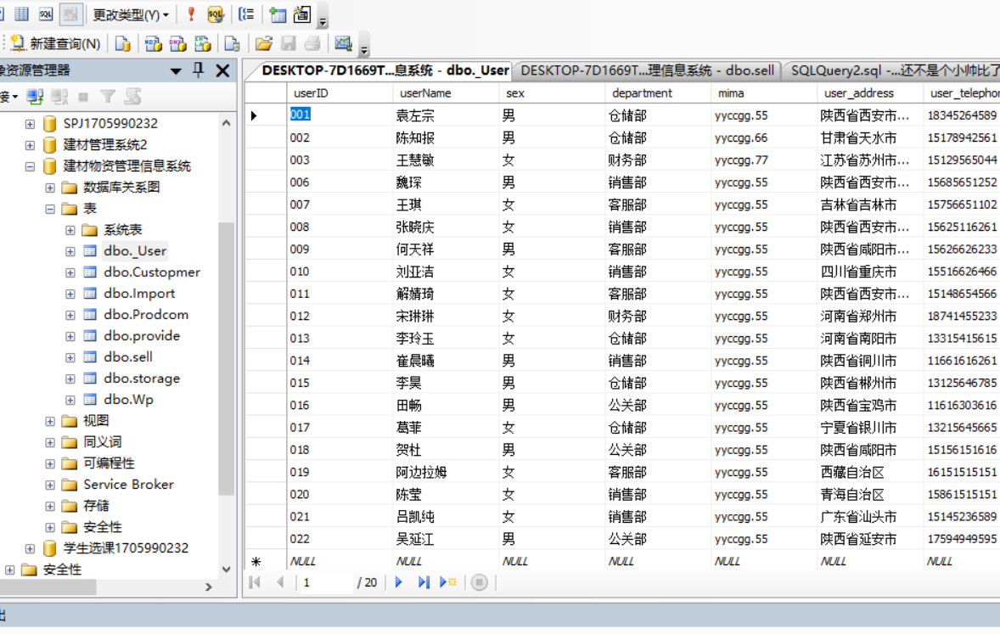 更改类型(Y)
新建查询(N)
象资源管理器
接
SPJ1705990232
建材管理系统2
建材物资管理信息系统
数据库关系图
表
系统表
dbo._User
dbo.Custopmer
dbo.Import
dbo.Prodcom
dbo.provide
dbo.sell
dbo.storage
dbo.Wp
视图
同义词
可编程性
Service Broker
存储
安全性
学生选课1705990232
安全性
DESKTOP-7D1669T...息系统 - dbo._User DESKTOP-7D1669T...理信息系统 - dbo.sell SQLQuery2.sql -...还不是个小帅比了
userID userName sex department mima user_address user_telephon
001 袁左宗 男 仓储部 yyccgg.55 陕西省西安市... 18345264589
002 陈知报 男 仓储部 yyccgg.66 甘肃省天水市 15178942561
003 王慧敏 女 财务部 yyccgg.77 江苏省苏州市... 15129565044
006 魏琛 男 销售部 yyccgg.55 陕西省西安市... 15685651252
007 王琪 女 客服部 yyccgg.55 吉林省吉林市 15756651102
008 张晓庆 女 销售部 yyccgg.55 陕西省西安市... 15625116261
009 何天祥 男 客服部 yyccgg.55 陕西省咸阳市... 15626626233
010 刘亚洁 女 销售部 yyccgg.55 四川省重庆市 15516626466
011 解婧琦 女 客服部 yyccgg.55 陕西省西安市... 15148654566
012 宋琳琳 女 财务部 yyccgg.55 河南省郑州市 18741455233
013 李玲玉 女 仓储部 yyccgg.55 河南省南阳市 13315415615
014 崔晨曦 男 销售部 yyccgg.55 陕西省铜川市 11661616261
015 李昊 男 仓储部 yyccgg.55 陕西省郴州市 13125646785
016 田畅 男 公关部 yyccgg.55 陕西省宝鸡市 11616303616
017 葛菲 女 仓储部 yyccgg.55 宁夏省银川市 13215645665
018 贺杜 男 公关部 yyccgg.55 陕西省咸阳市 15156151616
019 阿边拉姆 女 客服部 yyccgg.55 西藏自治区 16151515151
020 陈莹 女 销售部 yyccgg.55 青海自治区 15861515151
021 吕凯纯 女 销售部 yyccgg.55 广东省汕头市 15145236589
022 吴延江 男 公关部 yyccgg.55 陕西省延安市 17594949595
NULL NULL NULL NULL NULL NULL NULL
1 / 20
出